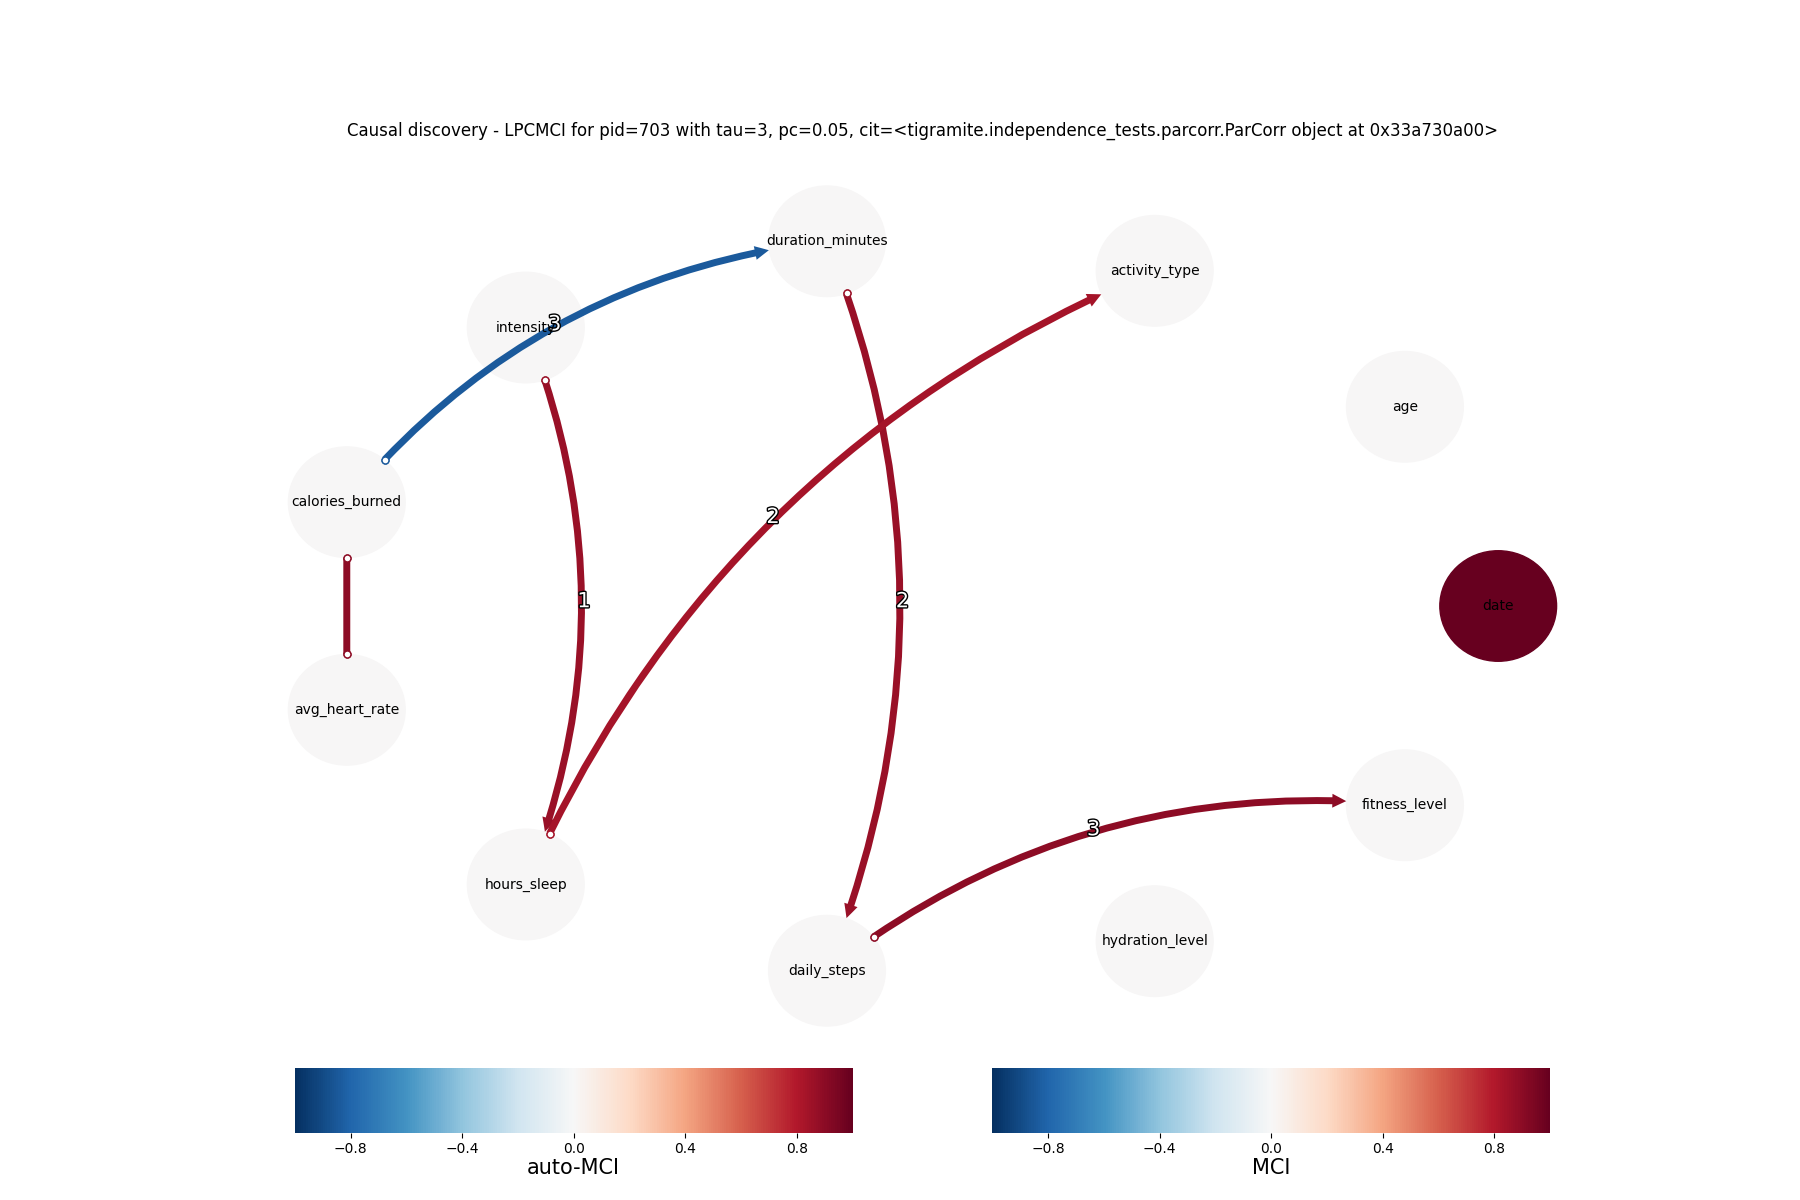 Causal discovery - LPCMCI for pid=703 with tau=3, pc=0.05, cit=<tigramite.independence_tests.parcorr.ParCorr object at 0x33a730a00>
duration_minutes
activity_type
intensity
3
age
calories_burned
2
1
2
date
avg_heart_rate
fitness_level
3
hours_sleep
hydration_level
daily_steps
−0.8 −0.4 0.0 0.4 0.8
auto-MCI
−0.8 −0.4 0.0 0.4 0.8
MCI